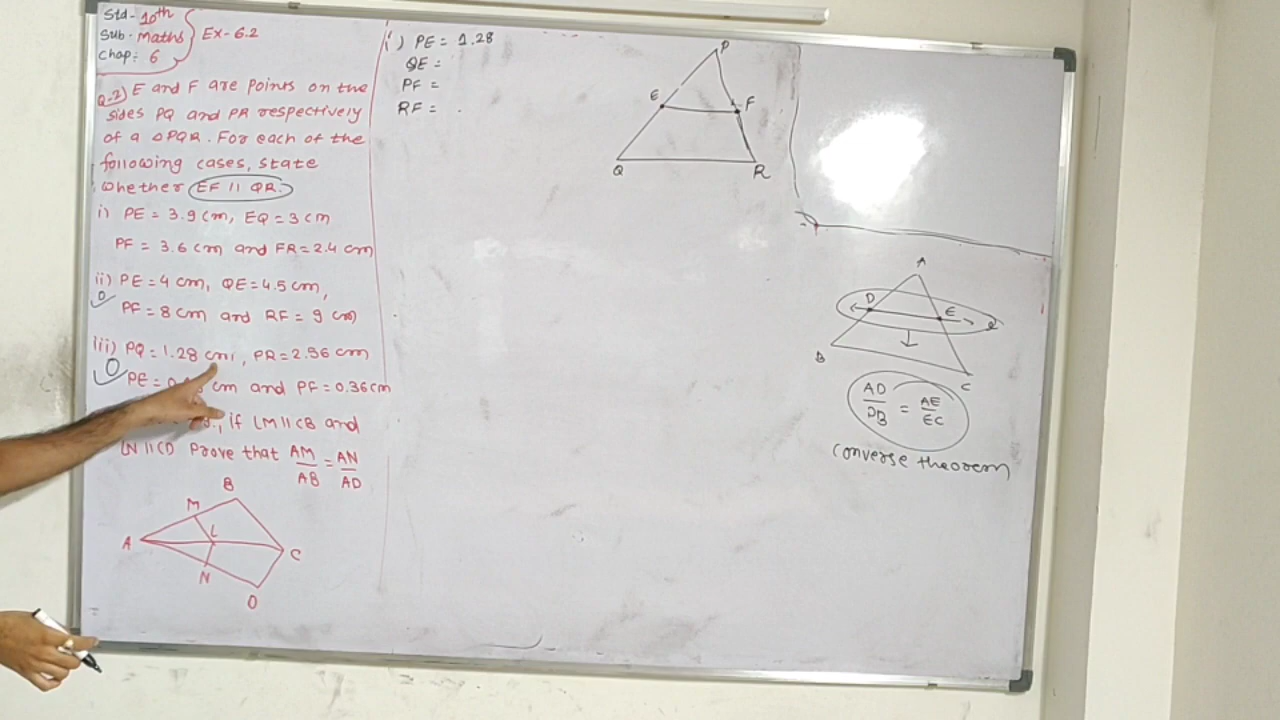 Std- 10th
Sub- Maths
Chap: 6
Ex- 6.2
Q-2) E and F are Points on the
sides PQ and PR respectively
of a △PQR. For each of the
following cases, state
whether EF || QR.
i) PE = 3.9 cm, EQ = 3 cm
PF = 3.6 cm and FR = 2.4 cm
ii) PE = 4 cm, QE = 4.5 cm,
PF = 8 cm and RF = 9 cm
iii) PQ = 1.28 cm, PR = 2.56 cm
PE = cm and PF = 0.36 cm
if LM || CB and
LN || CD Prove that AM/AB = AN/AD
B
M
L
A
C
N
D
i) PE = 1.28
QE =
PF =
RF =
P
E
F
Q
R
A
D
E
B
C
AD/DB = AE/EC
converse theorem